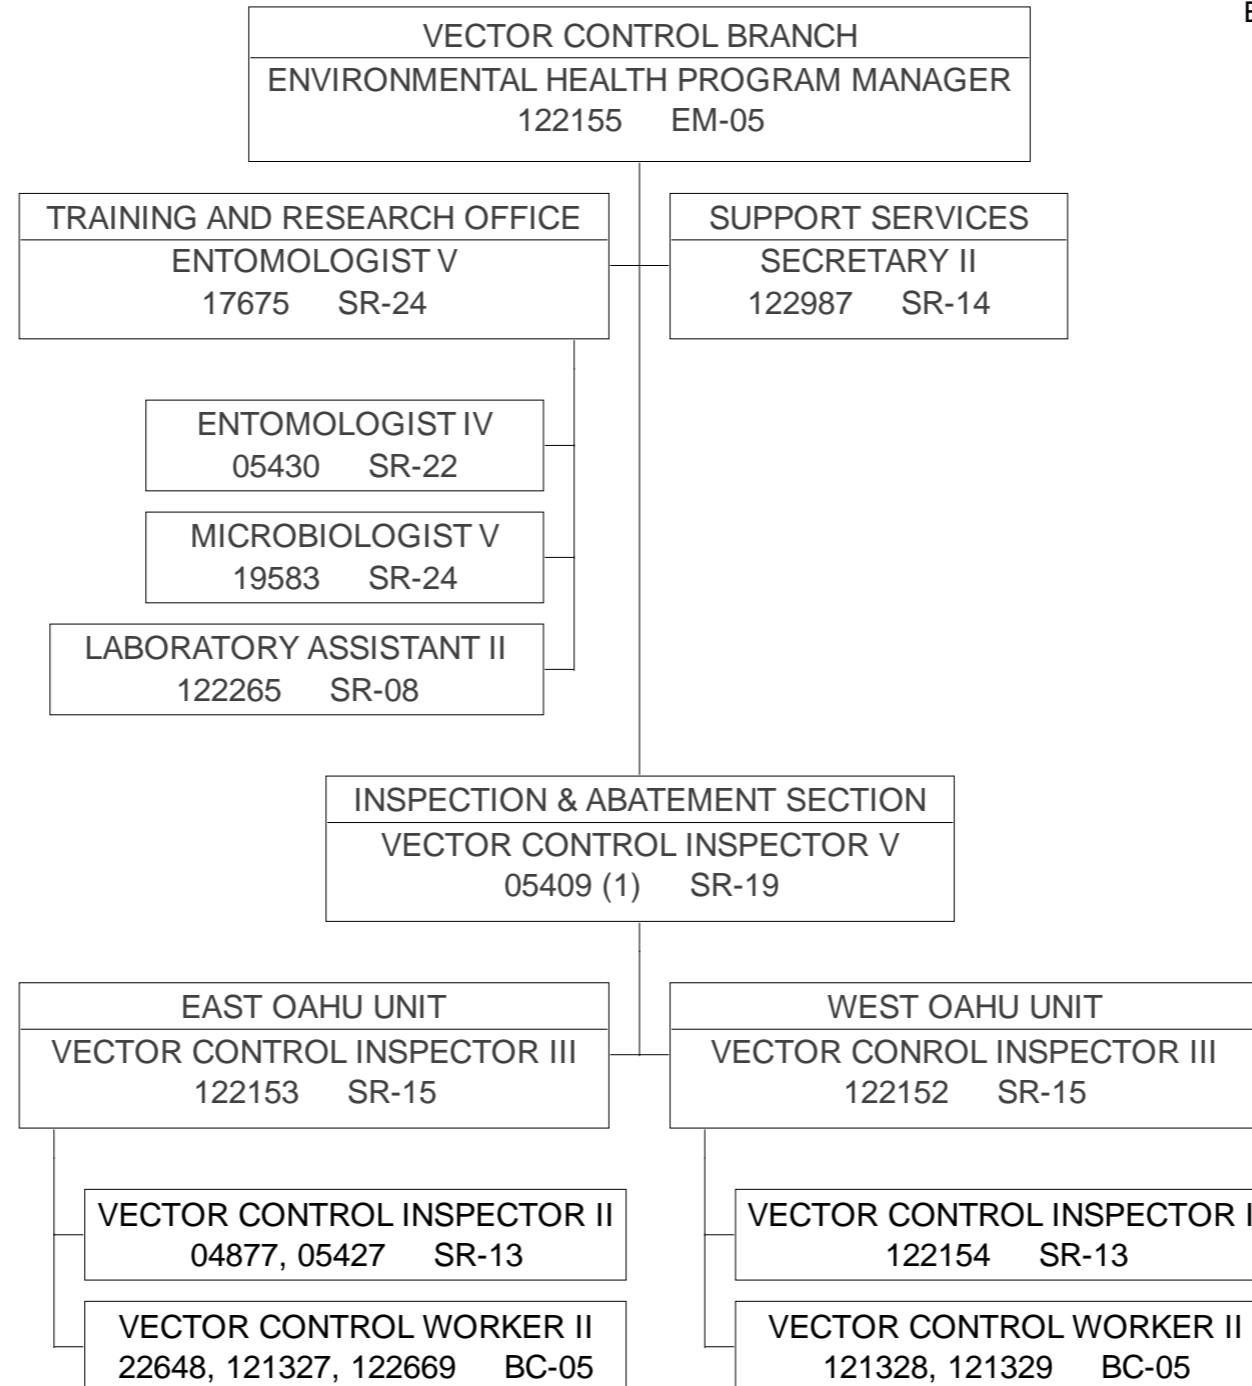 E
VECTOR CONTROL BRANCH
ENVIRONMENTAL HEALTH PROGRAM MANAGER
122155 EM-05
TRAINING AND RESEARCH OFFICE
ENTOMOLOGIST V
17675 SR-24
SUPPORT SERVICES
SECRETARY II
122987 SR-14
ENTOMOLOGIST IV
05430 SR-22
MICROBIOLOGIST V
19583 SR-24
LABORATORY ASSISTANT II
122265 SR-08
INSPECTION & ABATEMENT SECTION
VECTOR CONTROL INSPECTOR V
05409 (1) SR-19
EAST OAHU UNIT
VECTOR CONTROL INSPECTOR III
122153 SR-15
WEST OAHU UNIT
VECTOR CONROL INSPECTOR III
122152 SR-15
VECTOR CONTROL INSPECTOR II
04877, 05427 SR-13
VECTOR CONTROL WORKER II
22648, 121327, 122669 BC-05
VECTOR CONTROL INSPECTOR I
122154 SR-13
VECTOR CONTROL WORKER II
121328, 121329 BC-05